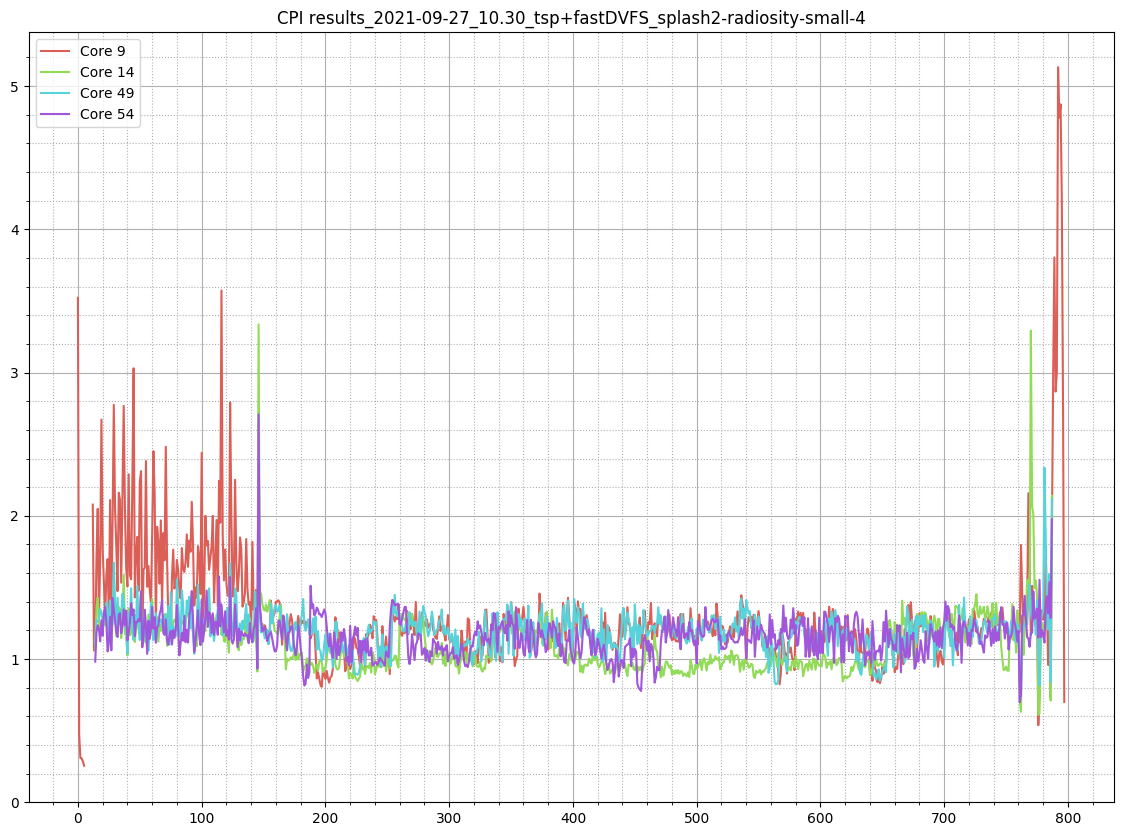 CPI results_2021-09-27_10.30_tsp+fastDVFS_splash2-radiosity-small-4
Core 9
Core 14
Core 49
Core 54
5
4
3
2
1
0
0 100 200 300 400 500 600 700 800